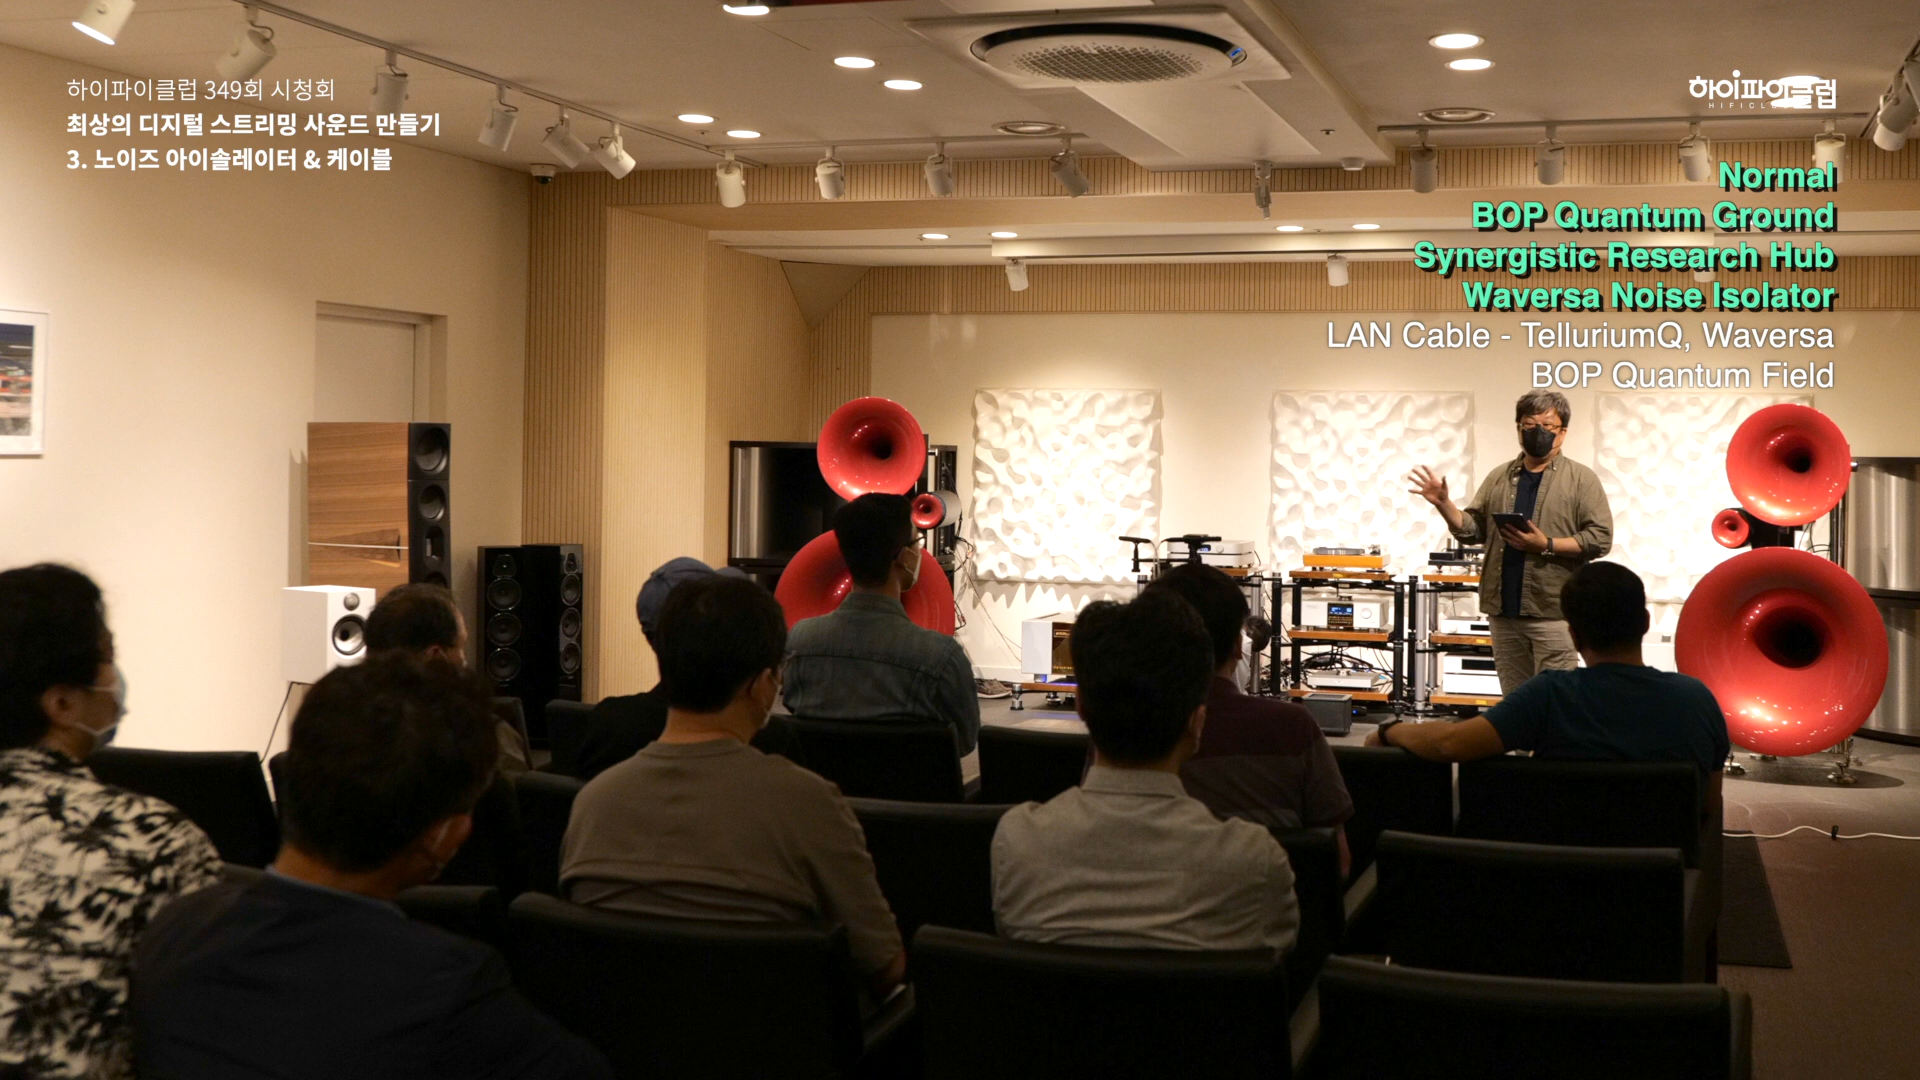 하이파이클럽 349회 시청회
최상의 디지털 스트리밍 사운드 만들기
3. 노이즈 아이솔레이터 & 케이블
하이파이클럽
HIFICL
Normal
BOP Quantum Ground
Synergistic Research Hub
Waversa Noise Isolator
LAN Cable - TelluriumQ, Waversa
BOP Quantum Field